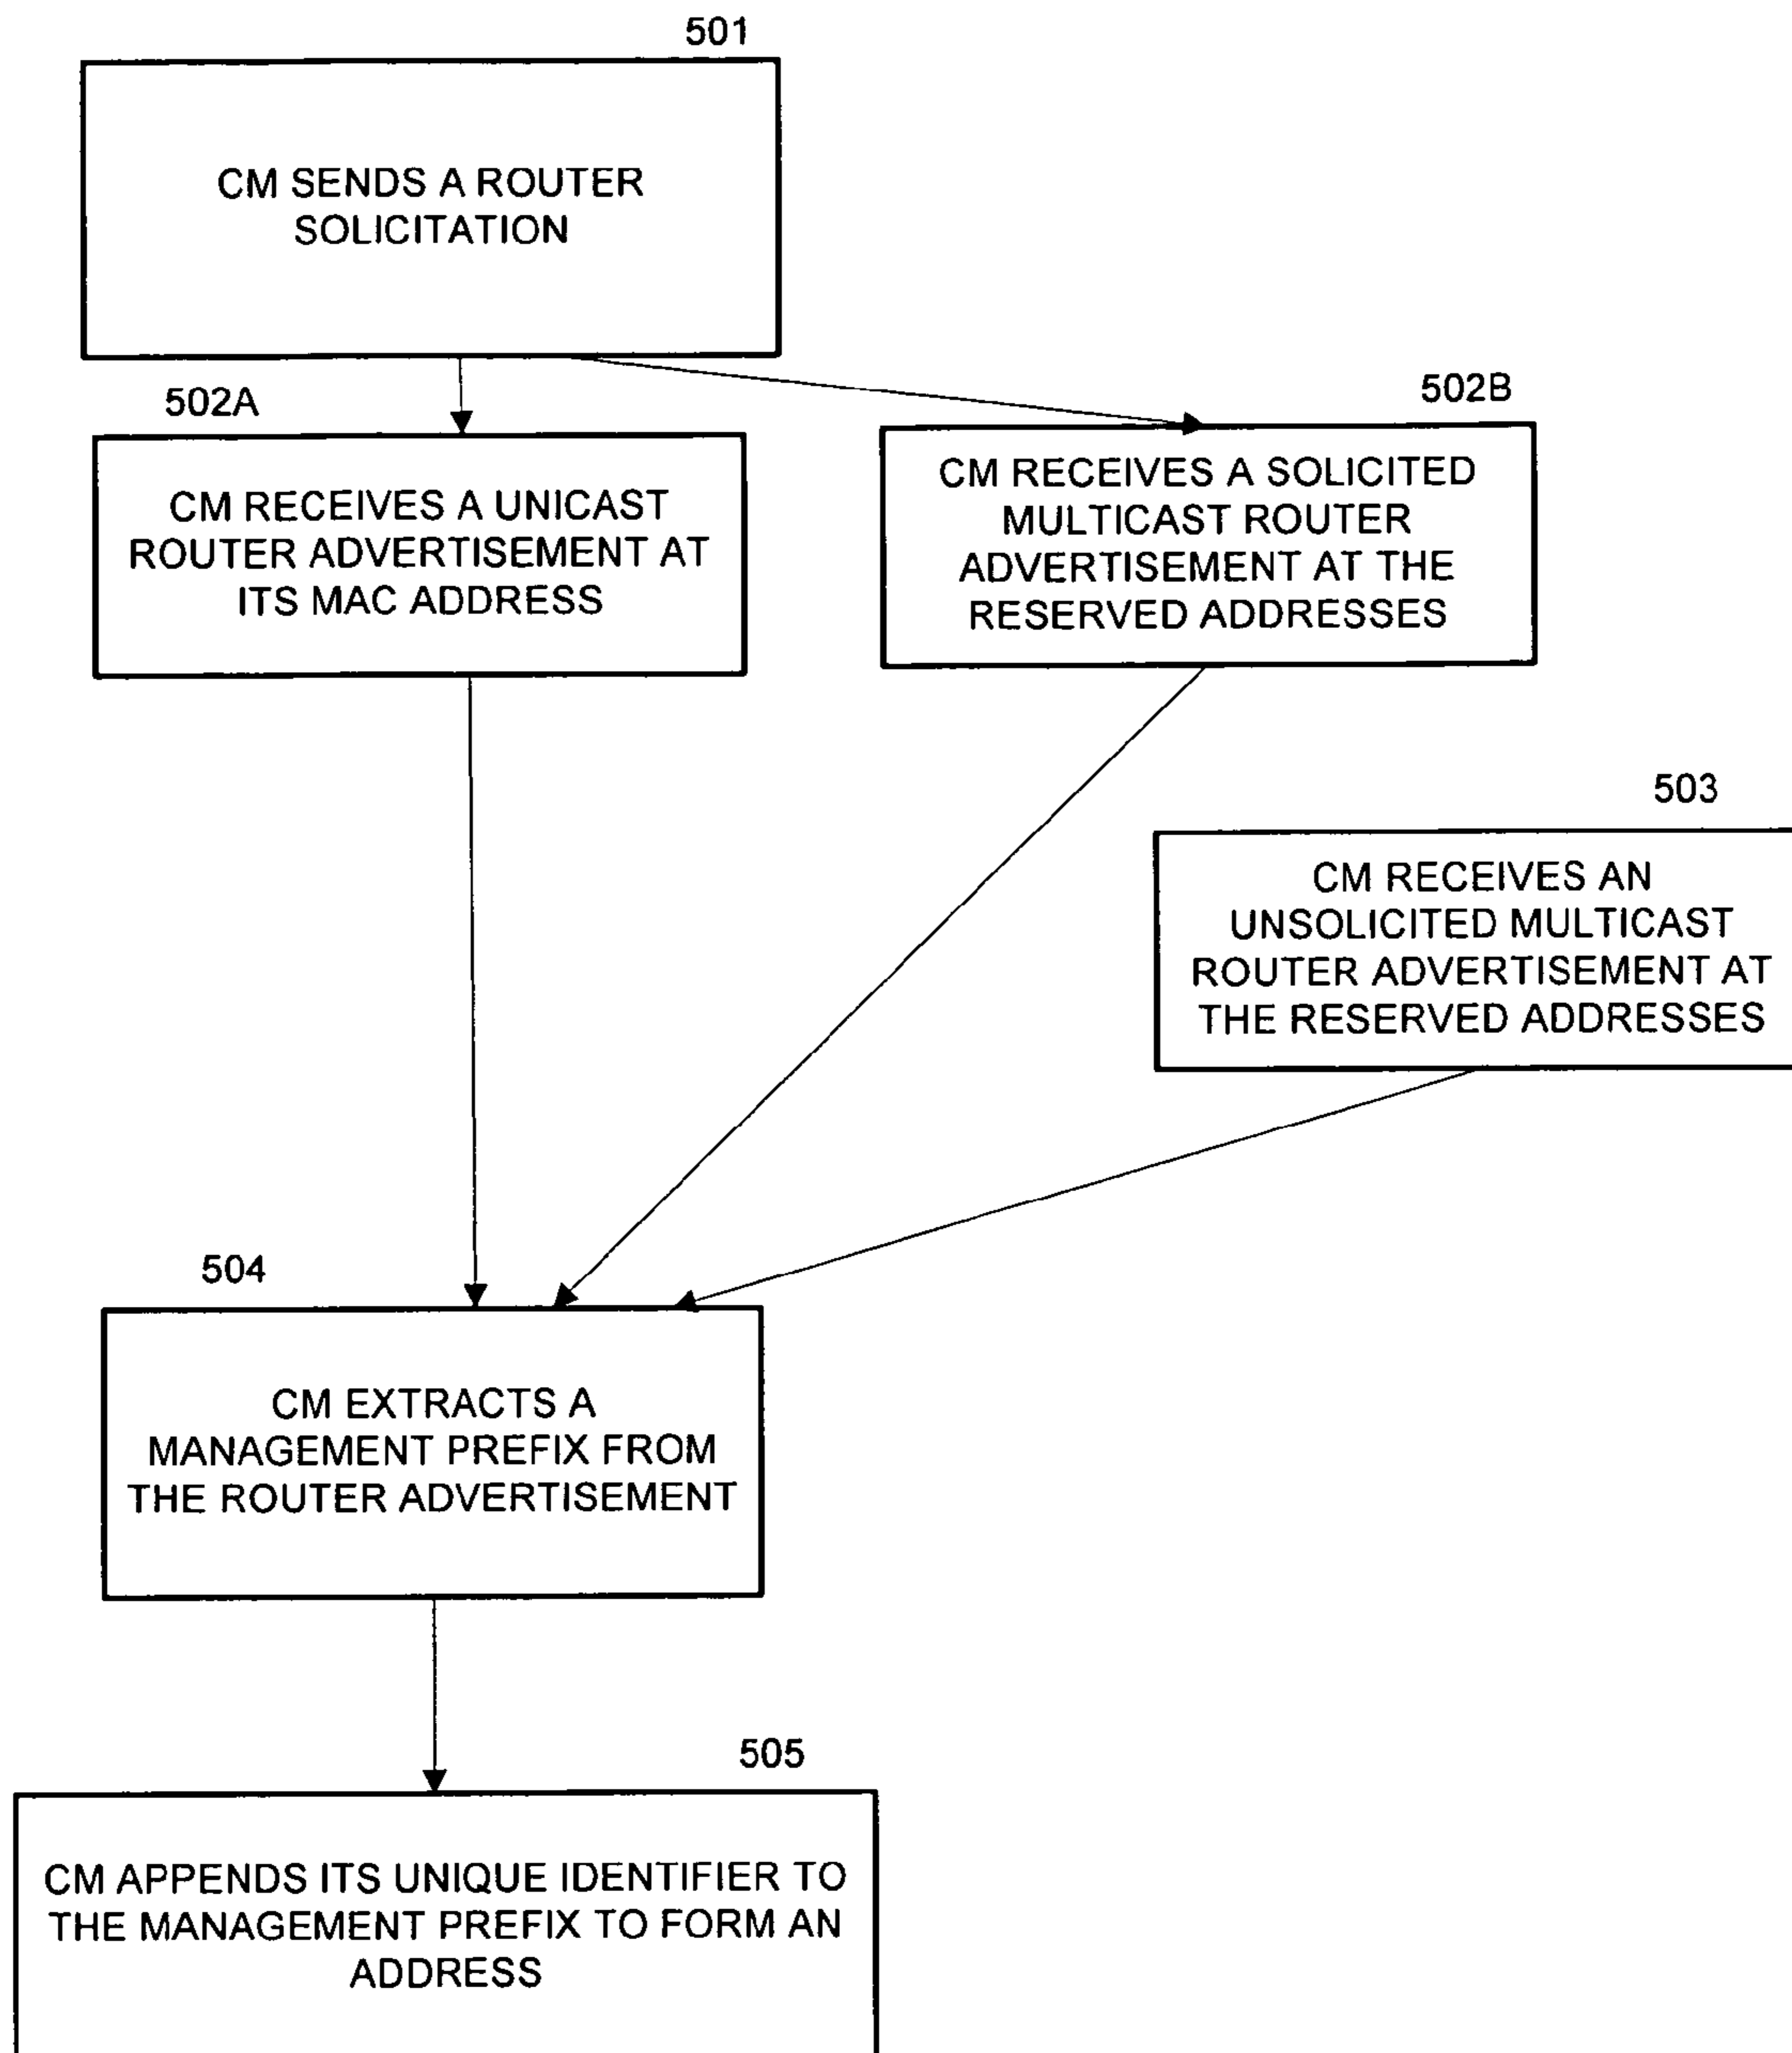 501
CM SENDS A ROUTER
SOLICITATION
502A
CM RECEIVES A UNICAST
ROUTER ADVERTISEMENT AT
ITS MAC ADDRESS
502B
CM RECEIVES A SOLICITED
MULTICAST ROUTER
ADVERTISEMENT AT THE
RESERVED ADDRESSES
503
CM RECEIVES AN
UNSOLICITED MULTICAST
ROUTER ADVERTISEMENT AT
THE RESERVED ADDRESSES
504
CM EXTRACTS A
MANAGEMENT PREFIX FROM
THE ROUTER ADVERTISEMENT
505
CM APPENDS ITS UNIQUE IDENTIFIER TO
THE MANAGEMENT PREFIX TO FORM AN
ADDRESS